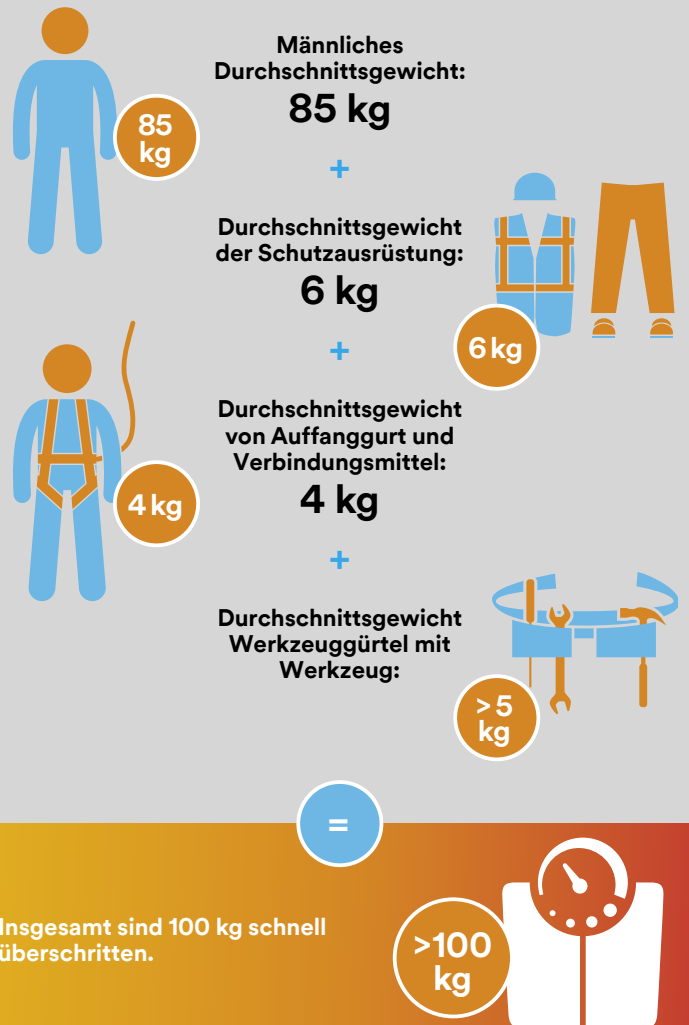 Männliches
Durchschnittsgewicht:
85 kg
85
kg
+
Durchschnittsgewicht
der Schutzausrüstung:
6 kg
6 kg
+
Durchschnittsgewicht
von Auffanggurt und
Verbindungsmittel:
4 kg
4 kg
+
Durchschnittsgewicht
Werkzeuggürtel mit
Werkzeug:
> 5
kg
=
Insgesamt sind 100 kg schnell
überschritten.
>100
kg